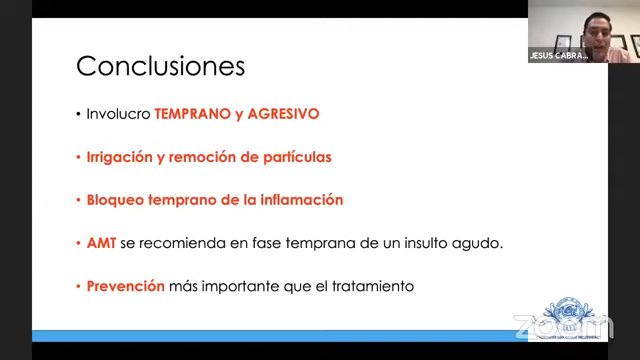 JESUS CABRA...
Conclusiones
• Involucro TEMPRANO y AGRESIVO
• Irrigación y remoción de partículas
• Bloqueo temprano de la inflamación
• AMT se recomienda en fase temprana de un insulto agudo.
• Prevención más importante que el tratamiento
zoom